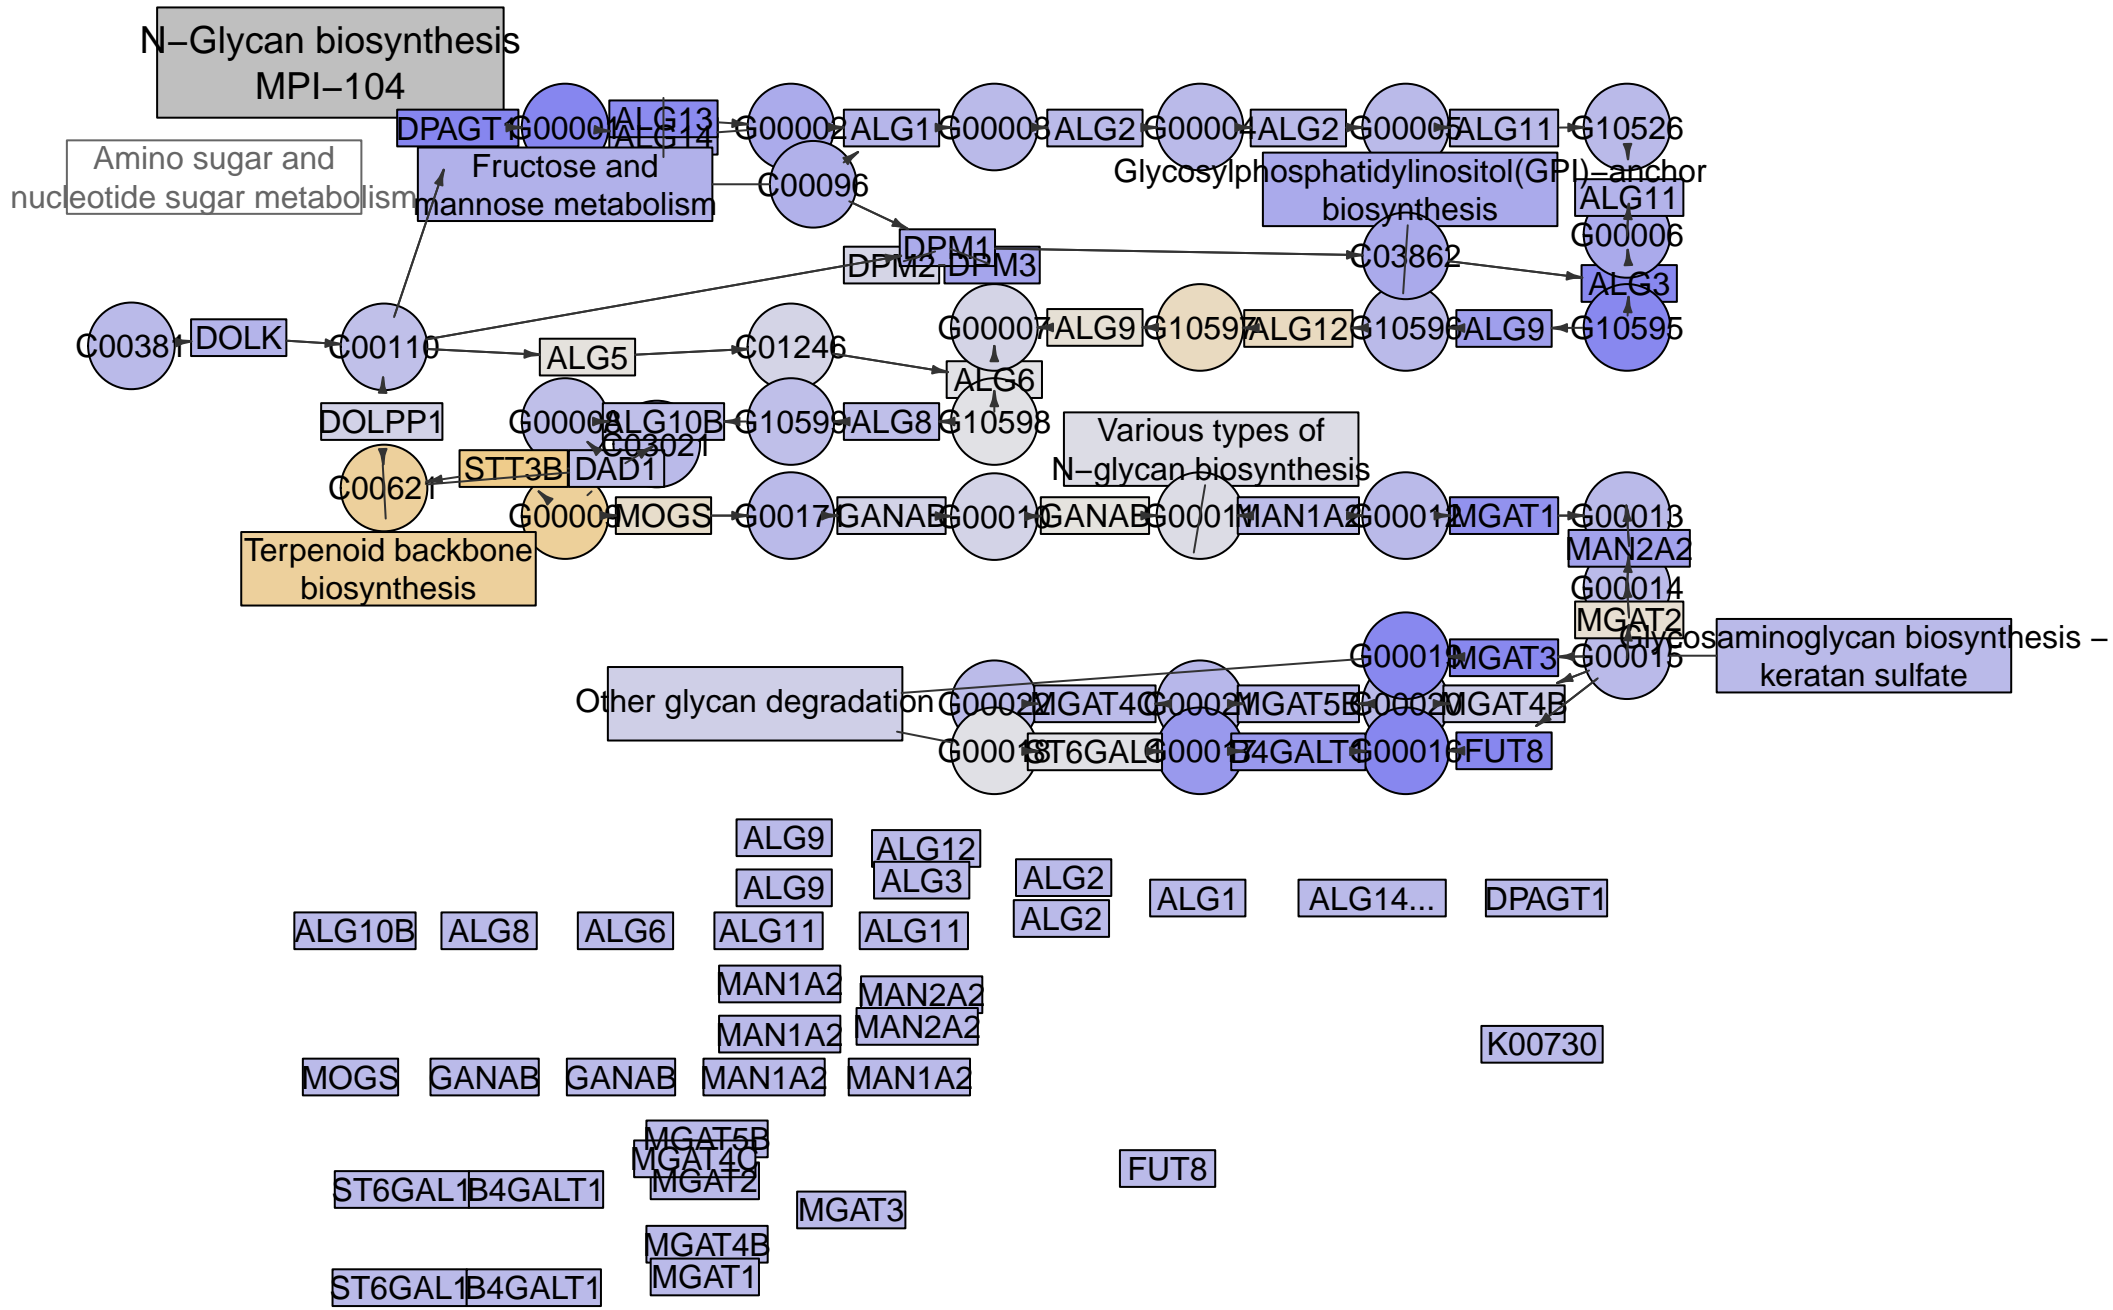 N−Glycan biosynthesis
MPI−104
Amino sugar and
nucleotide sugar metabolism
DPAGT1
G00001
ALG13
ALG14
G00002
ALG1
G00003
ALG2
G00004
ALG2
G00005
ALG11
G10526
Fructose and
mannose metabolism
C00096
Glycosylphosphatidylinositol(GPI)−anchor
biosynthesis
ALG11
G00006
DPM1
DPM2
DPM3
C03862
ALG3
C00381
DOLK
C00110
ALG5
C01246
G00007
ALG9
G10597
ALG12
G10596
ALG9
G10595
ALG6
DOLPP1
G00008
ALG10B
C03021
G10599
ALG8
G10598
Various types of
N−glycan biosynthesis
C00621
STT3B
DAD1
G00009
MOGS
G00171
GANAB
G00010
GANAB
G00011
MAN1A2
G00012
MGAT1
G00013
Terpenoid backbone
biosynthesis
MAN2A2
G00014
MGAT2
G00015
Glycosaminoglycan biosynthesis −
keratan sulfate
G00019
MGAT3
Other glycan degradation
G00022
MGAT4C
G00021
MGAT5B
G00020
MGAT4B
G00018
ST6GAL1
G00017
B4GALT1
G00016
FUT8
ALG9
ALG12
ALG9
ALG3
ALG2
ALG2
ALG1
ALG14...
DPAGT1
ALG10B
ALG8
ALG6
ALG11
ALG11
MAN1A2
MAN2A2
MAN1A2
MAN2A2
K00730
MOGS
GANAB
GANAB
MAN1A2
MAN1A2
MGAT5B
MGAT4C
MGAT2
FUT8
ST6GAL1
B4GALT1
MGAT3
MGAT4B
MGAT1
ST6GAL1
B4GALT1